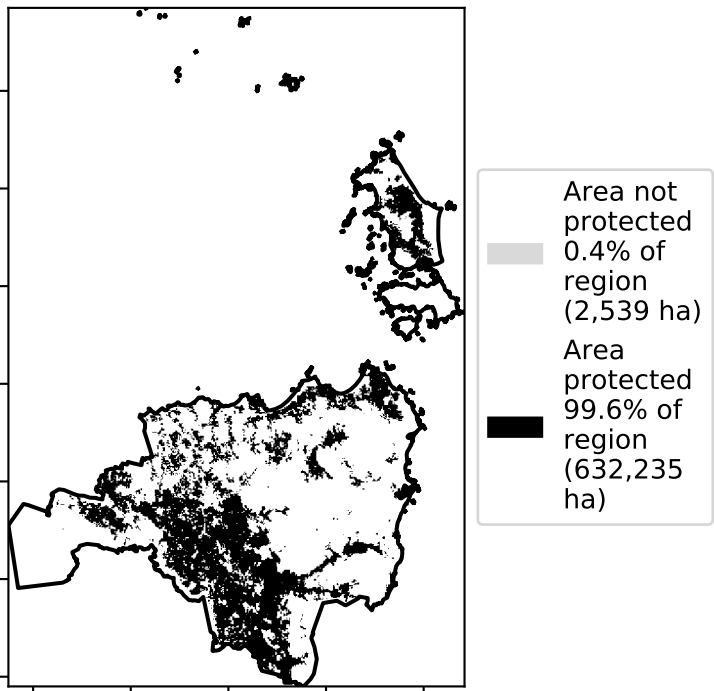 Area not
protected
0.4% of
region
(2,539 ha)
Area
protected
99.6% of
region
(632,235
ha)